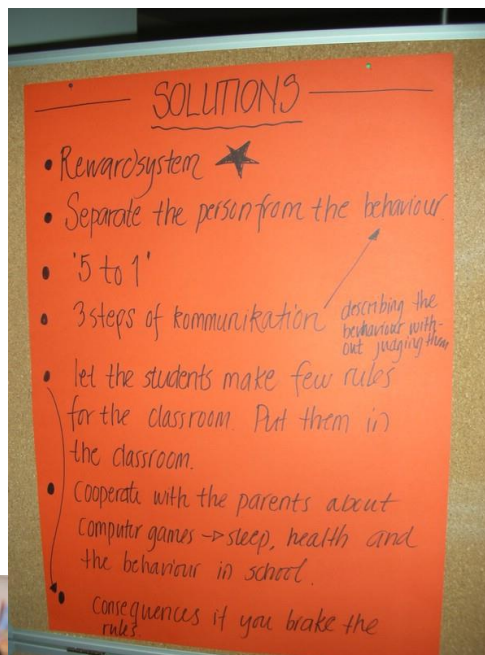 SOLUTIONS
• Rewardsystem ★
• Separate the person from the behaviour.
• '5 to 1'
• 3 steps of kommunikation
describing the
behaviour with-
out judging them
• let the students make few rules
for the classroom. Put them in
the classroom.
• Cooperate with the parents about
computer games -> sleep, health and
the behaviour in school.
• Consequences if you brake the
rules.